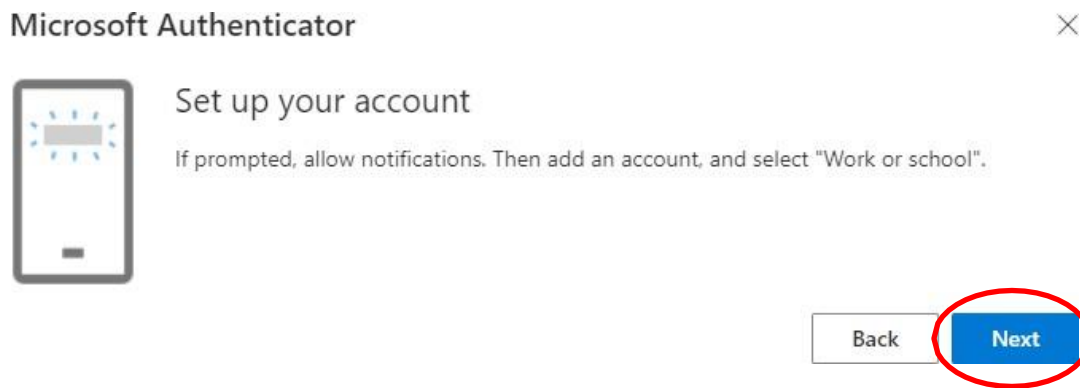 Microsoft Authenticator
Set up your account
If prompted, allow notifications. Then add an account, and select "Work or school".
Back
Next